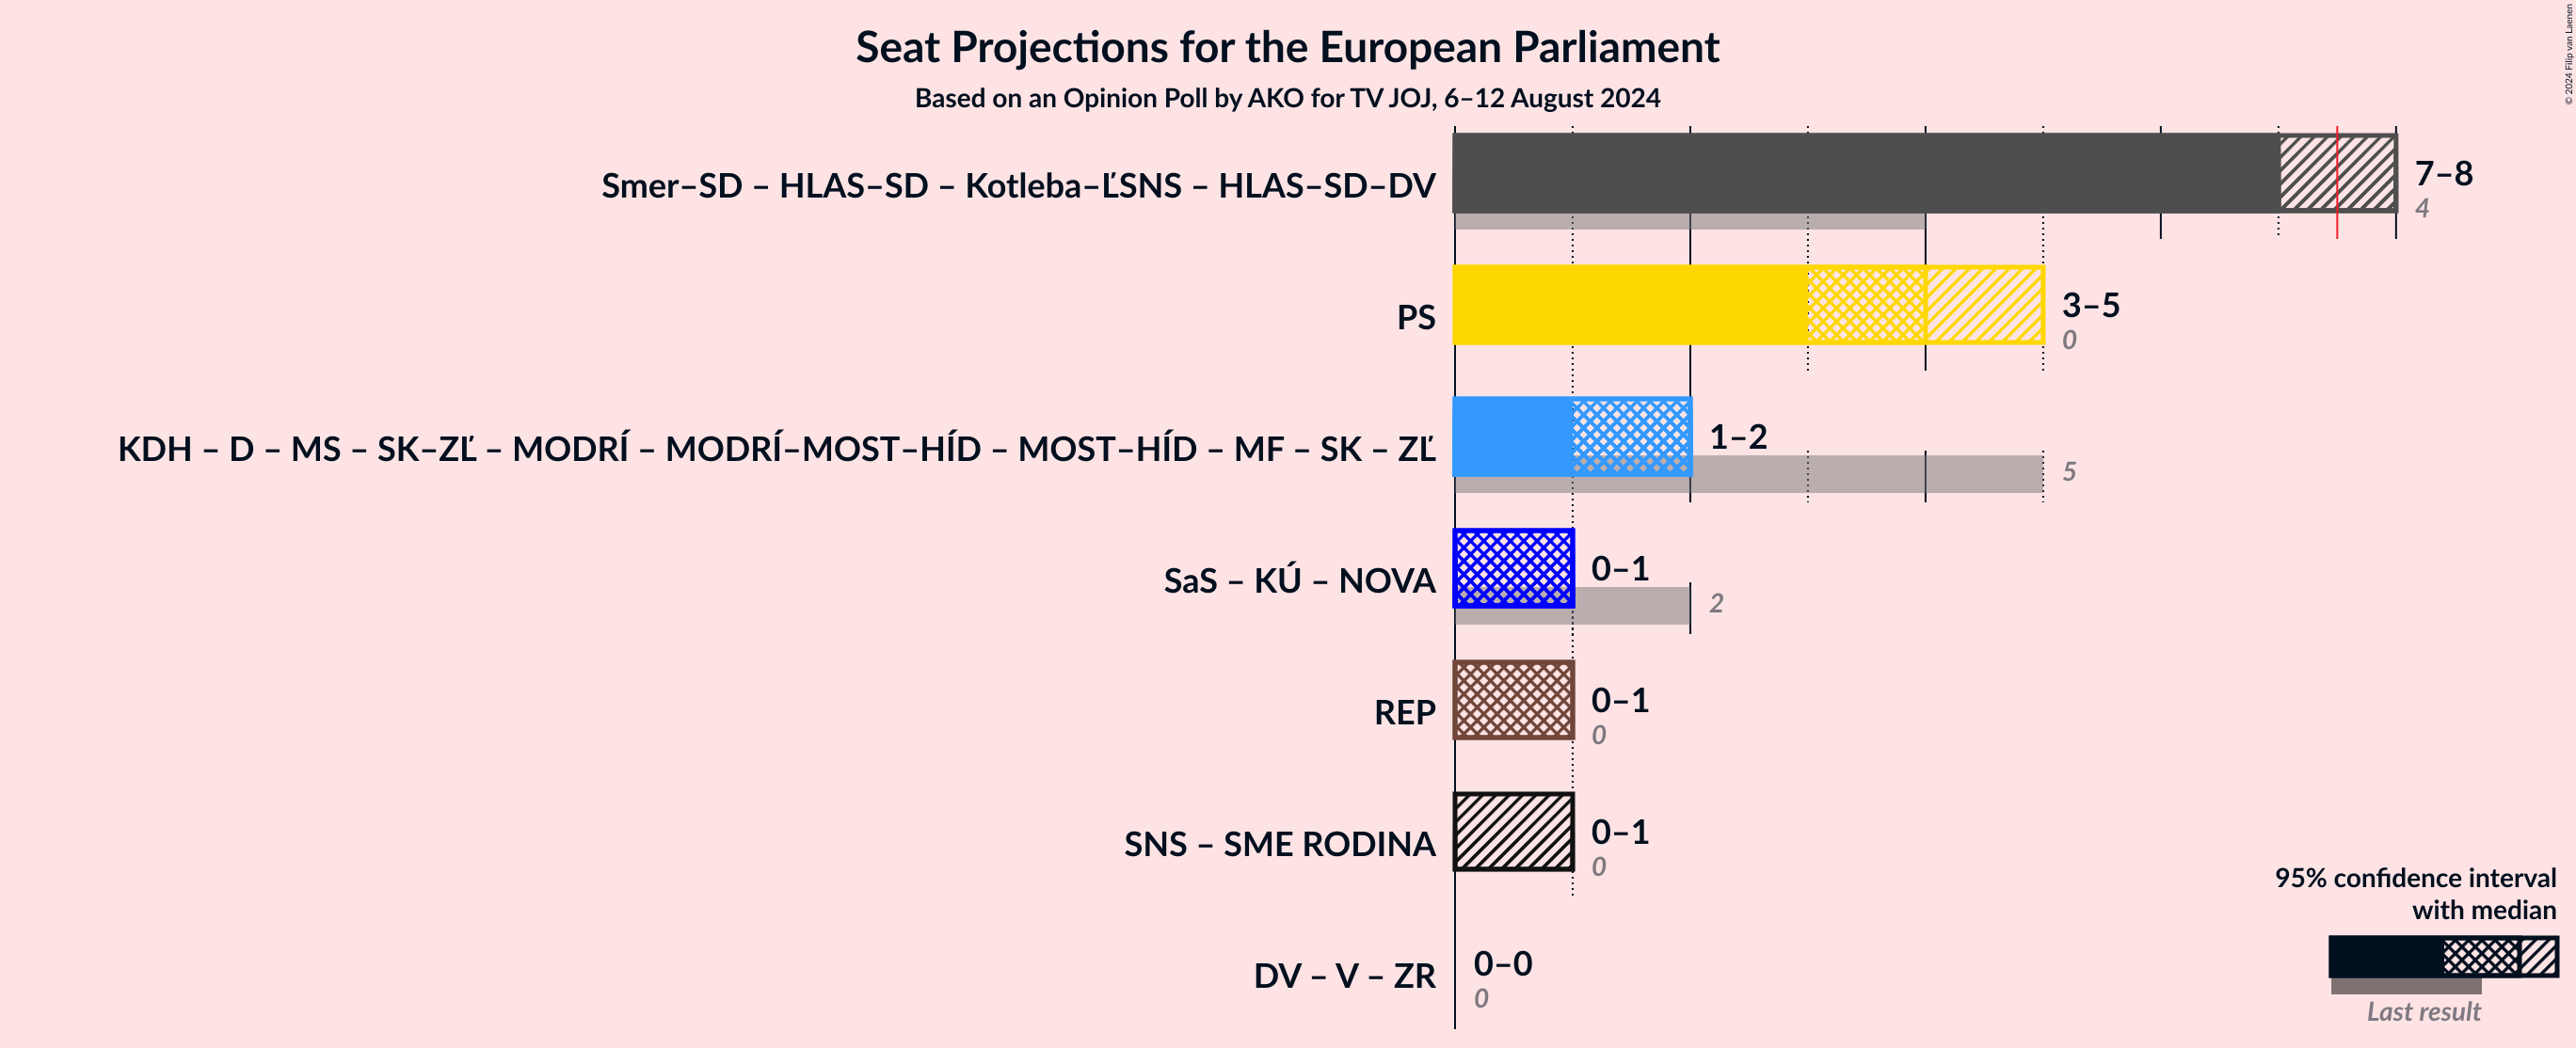 Seat Projections for the European Parliament
Based on an Opinion Poll by AKO for TV JOJ, 6–12 August 2024
© 2024 Filip van Laenen
Smer–SD – HLAS–SD – Kotleba–ĽSNS – HLAS–SD–DV
7–8
4
PS
3–5
0
KDH – D – MS – SK–ZĽ – MODRÍ – MODRÍ–MOST–HÍD – MOST–HÍD – MF – SK – ZĽ
1–2
5
SaS – KÚ – NOVA
0–1
2
REP
0–1
0
SNS – SME RODINA
0–1
0
DV – V – ZR
0–0
0
95% confidence interval
with median
Last result